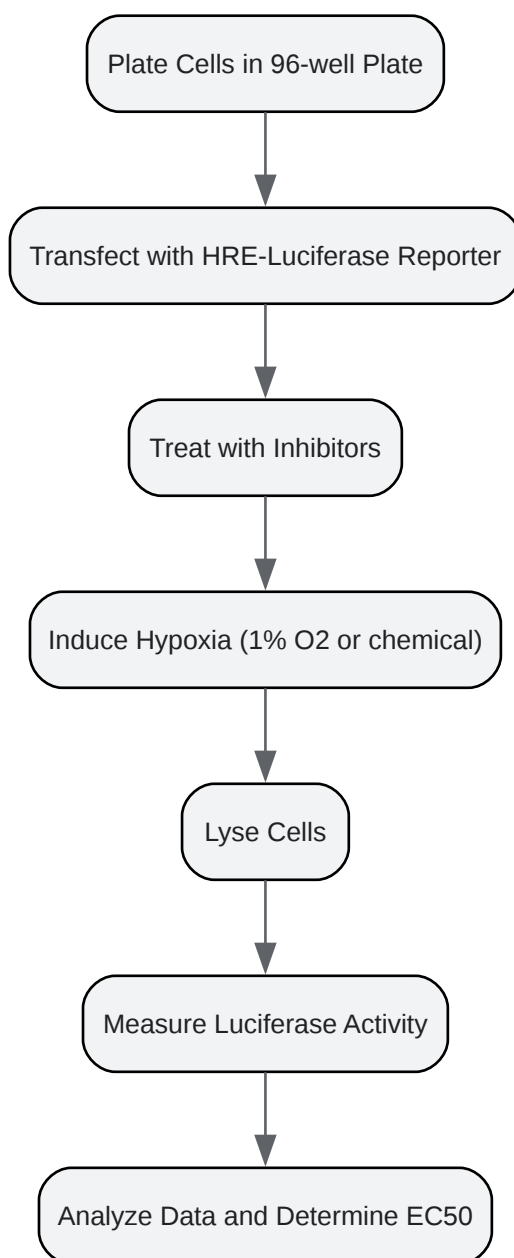 Plate Cells in 96-well Plate
Transfect with HRE-Luciferase Reporter
Treat with Inhibitors
Induce Hypoxia (1% O2 or chemical)
Lyse Cells
Measure Luciferase Activity
Analyze Data and Determine EC50